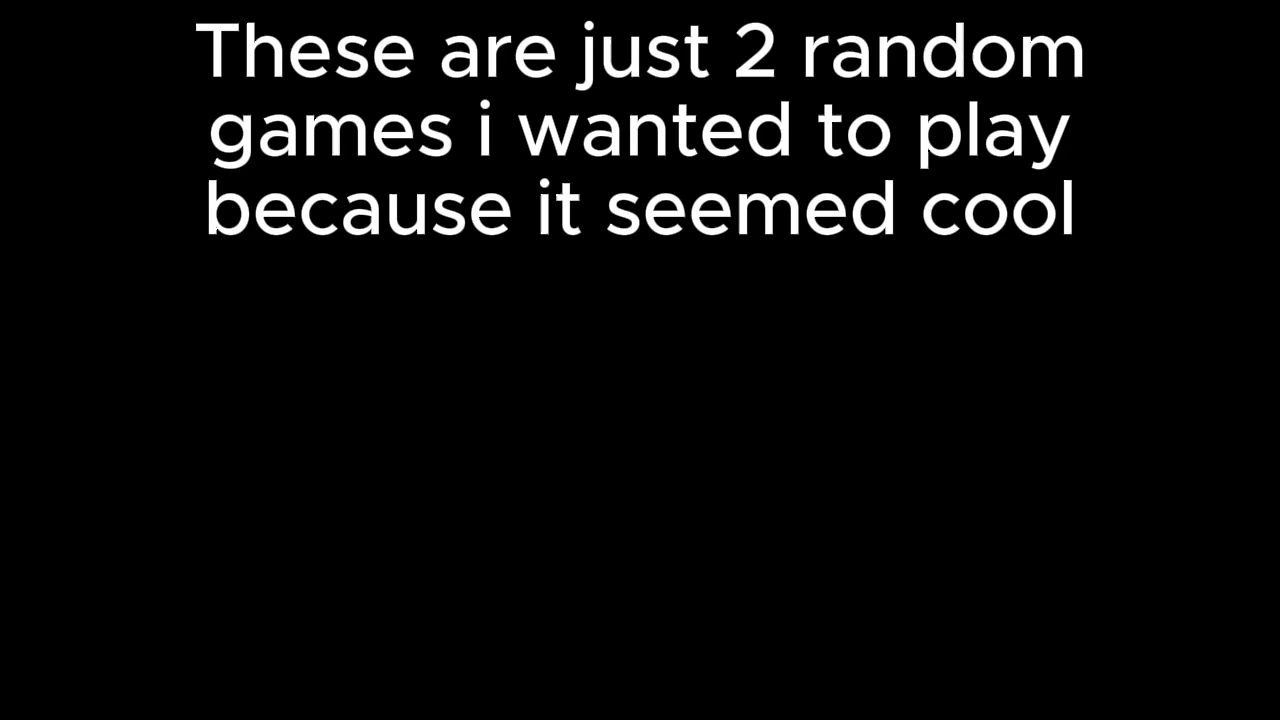 These are just 2 random
games i wanted to play
because it seemed cool